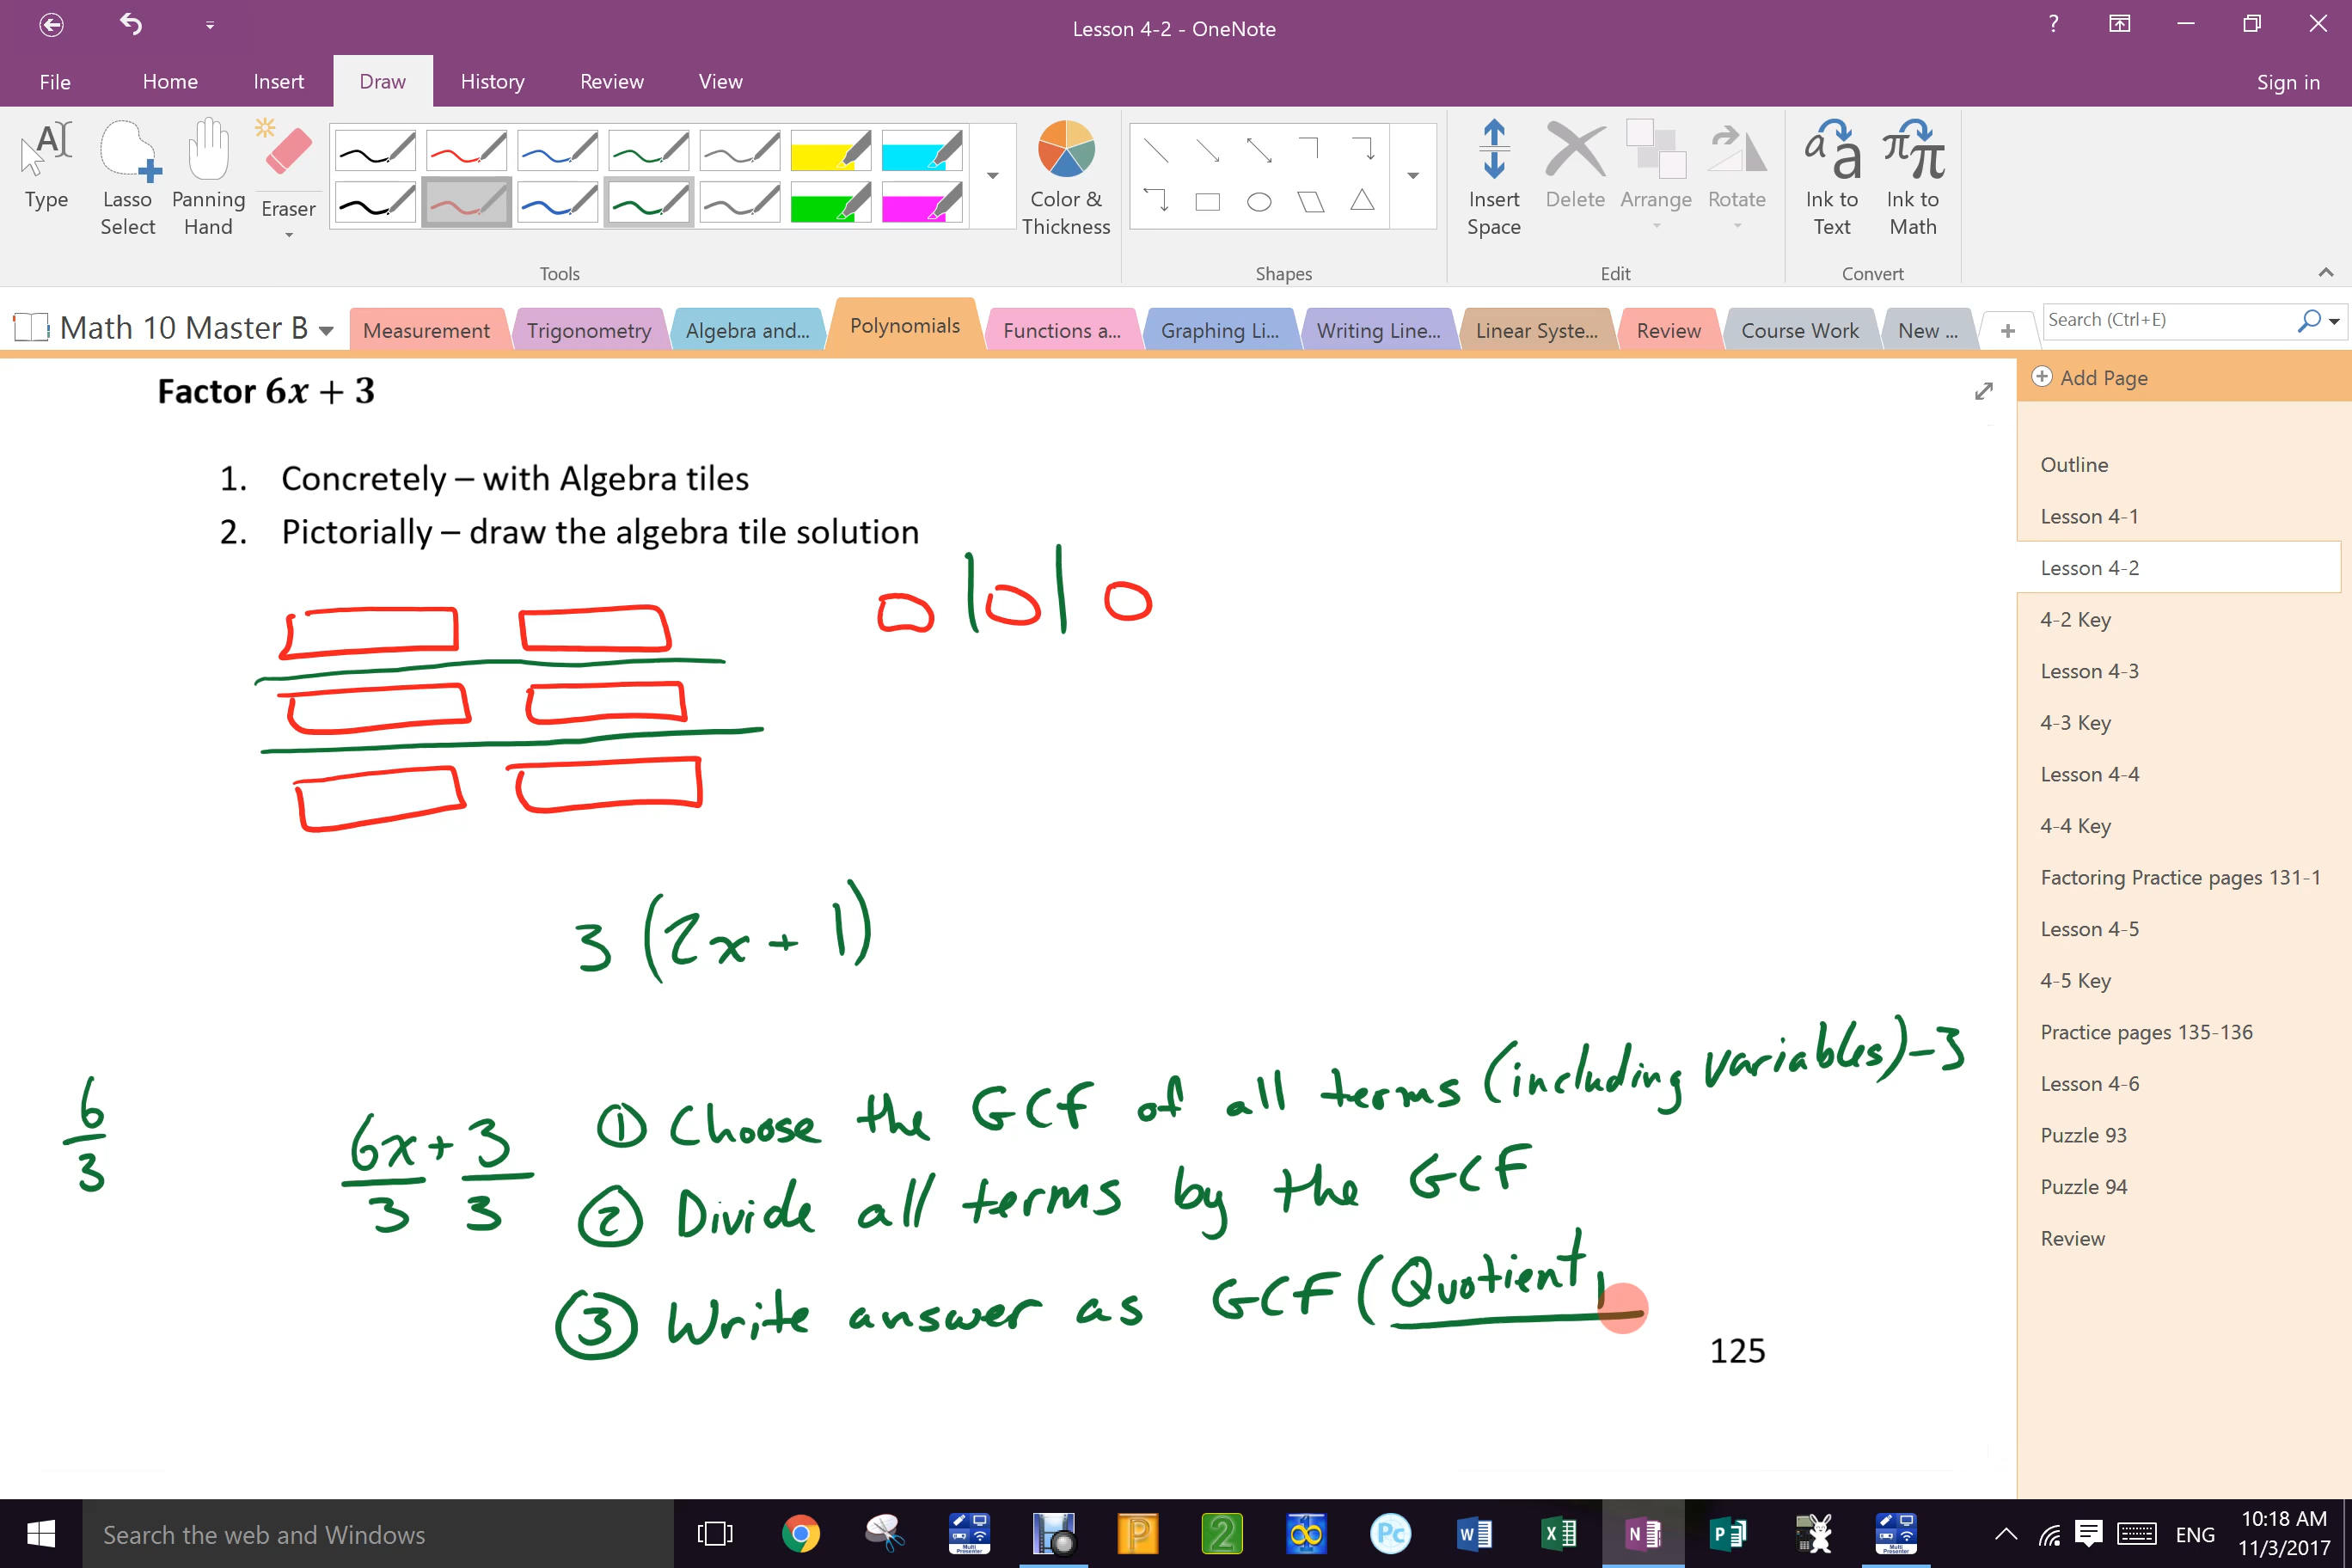 Lesson 4-2 - OneNote
?
File Home Insert Draw History Review View
Sign in
Type
Lasso Select
Panning Hand
Eraser
Color & Thickness
Insert Space
Delete
Arrange
Rotate
Ink to Text
Ink to Math
Tools
Shapes
Edit
Convert
Math 10 Master B
Measurement
Trigonometry
Algebra and...
Polynomials
Functions a...
Graphing Li...
Writing Line...
Linear Syste...
Review
Course Work
New ...
Search (Ctrl+E)
Factor 6x + 3
1. Concretely – with Algebra tiles
2. Pictorially – draw the algebra tile solution
3 (2x + 1)
6/3
6x/3 + 3/3
① Choose the GCF of all terms (including variables) - 3
② Divide all terms by the GCF
③ Write answer as GCF (Quotient)
125
Add Page
Outline
Lesson 4-1
Lesson 4-2
4-2 Key
Lesson 4-3
4-3 Key
Lesson 4-4
4-4 Key
Factoring Practice pages 131-1
Lesson 4-5
4-5 Key
Practice pages 135-136
Lesson 4-6
Puzzle 93
Puzzle 94
Review
Search the web and Windows
Multi Presenter
P
2
Pc
W
X
N
P
Multi Presenter
ENG
10:18 AM
11/3/2017